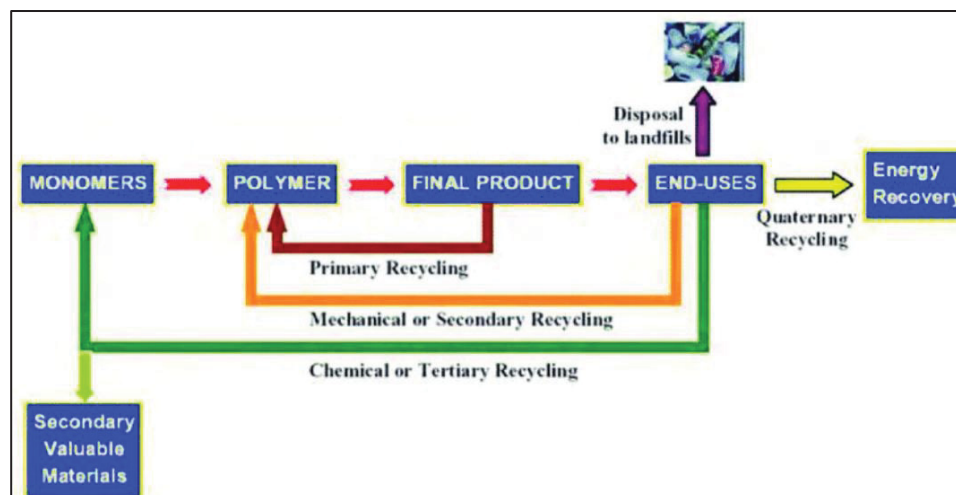 Disposal
to landfills
MONOMERS
POLYMER
FINAL PRODUCT
END-USES
Energy
Recovery
Quaternary
Recycling
Primary Recycling
Mechanical or Secondary Recycling
Chemical or Tertiary Recycling
Secondary
Valuable
Materials